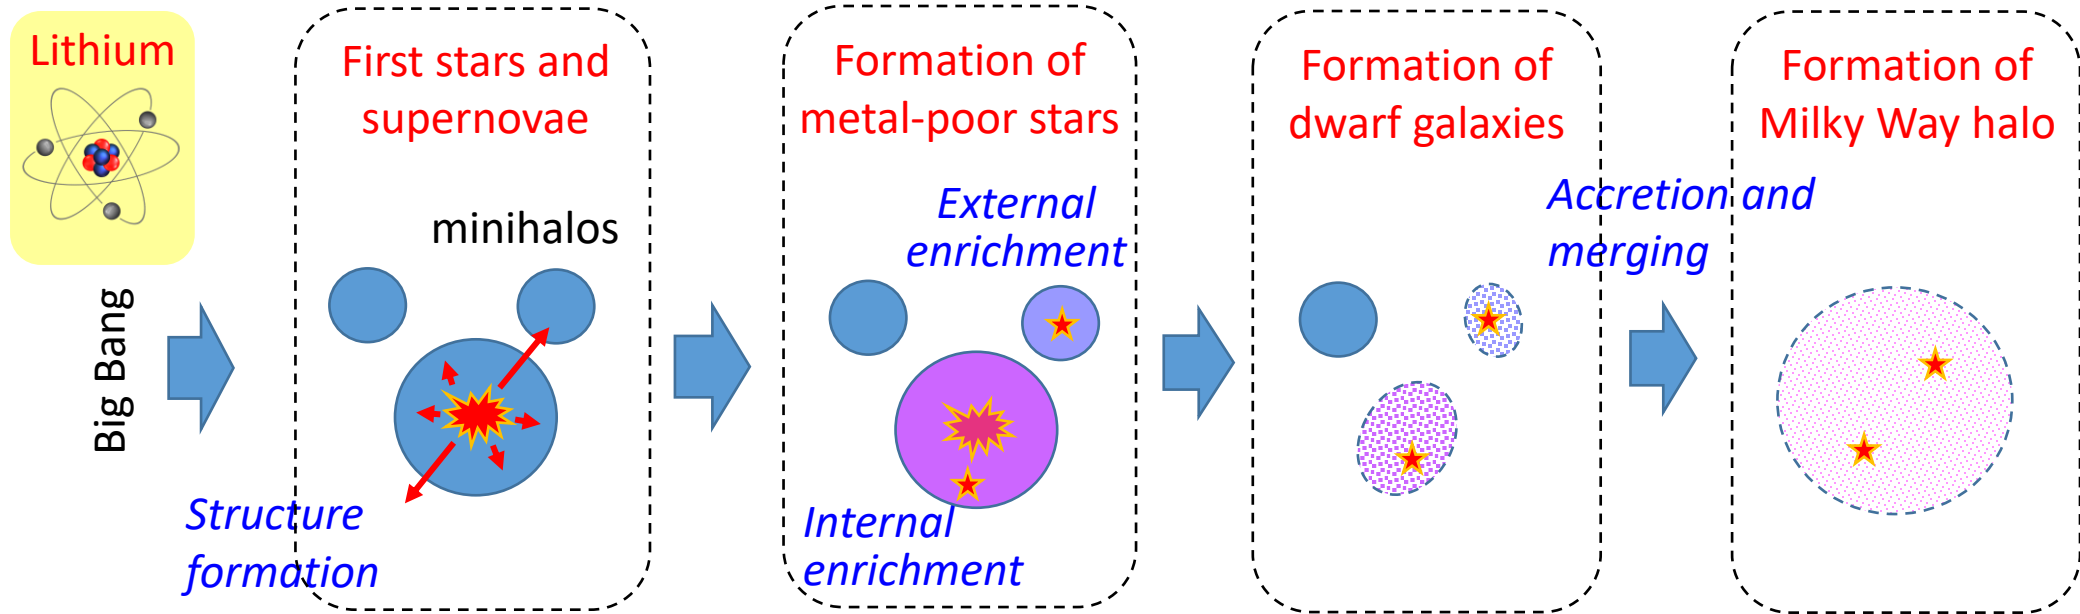 Lithium
Big Bang
Structure
formation
First stars and
supernovae
minihalos
Formation of
metal-poor stars
External
enrichment
Internal
enrichment
Formation of
dwarf galaxies
Accretion and
merging
Formation of
Milky Way halo